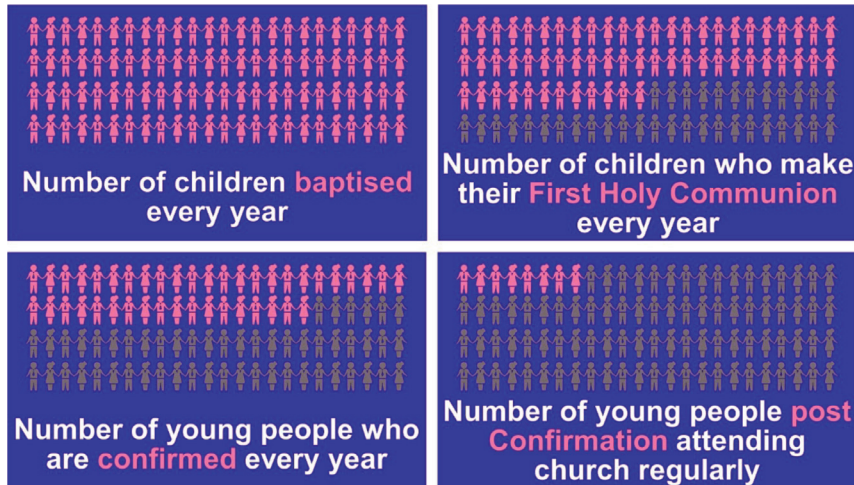 Number of children baptised
every year
Number of children who make
their First Holy Communion
every year
Number of young people who
are confirmed every year
Number of young people post
Confirmation attending
church regularly